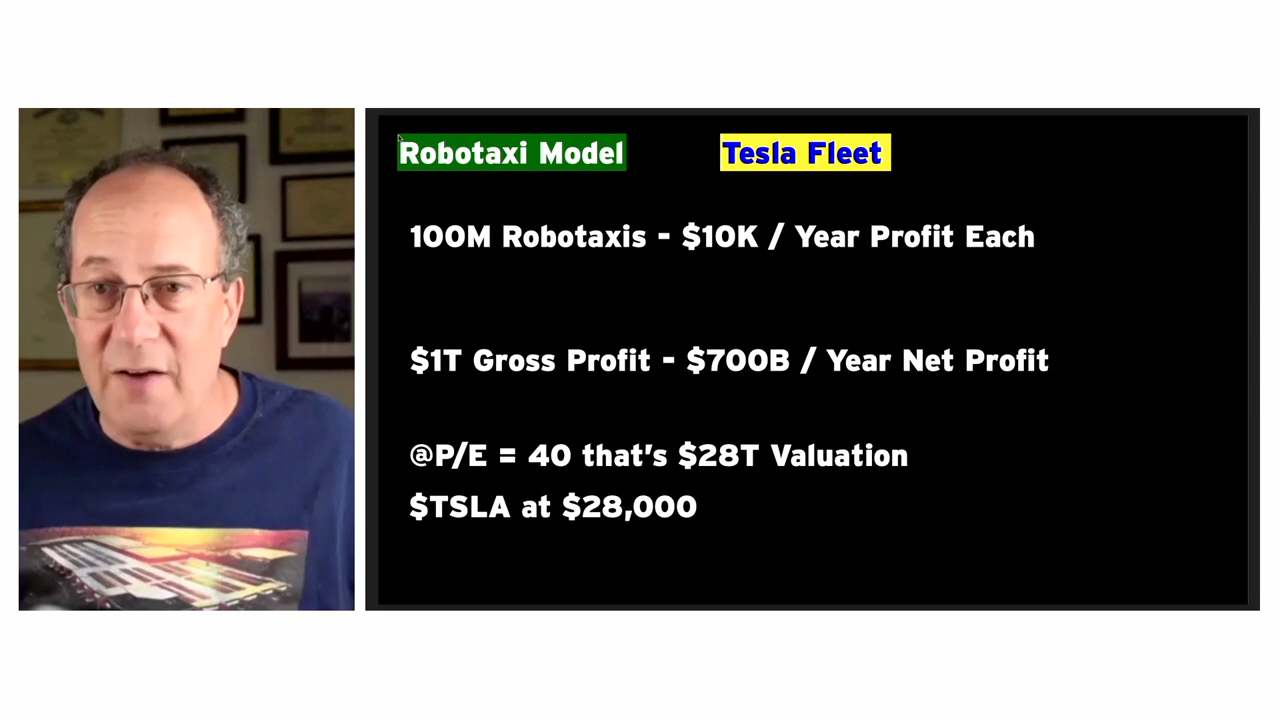 Robotaxi Model Tesla Fleet
100M Robotaxis - $10K / Year Profit Each
$1T Gross Profit - $700B / Year Net Profit
@P/E = 40 that's $28T Valuation
$TSLA at $28,000